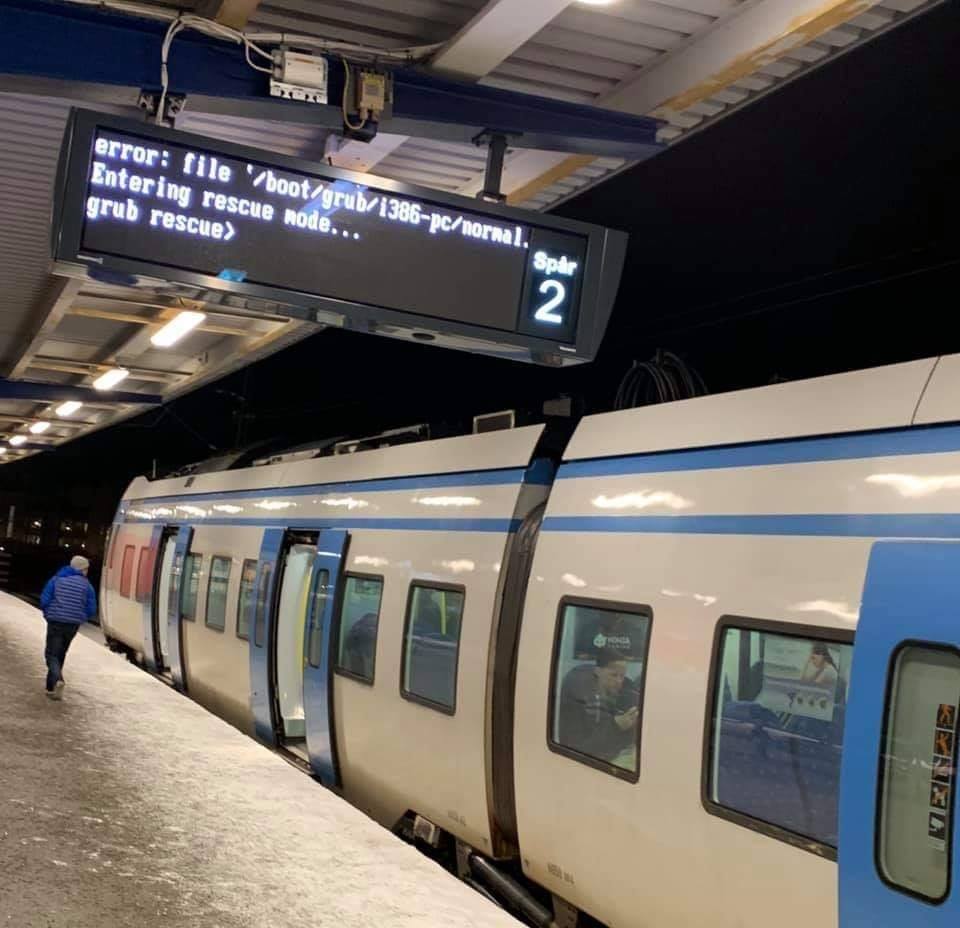 error: file '/boot/grub/i386-pc/normal.
Entering rescue mode...
grub rescue>
Spår
2